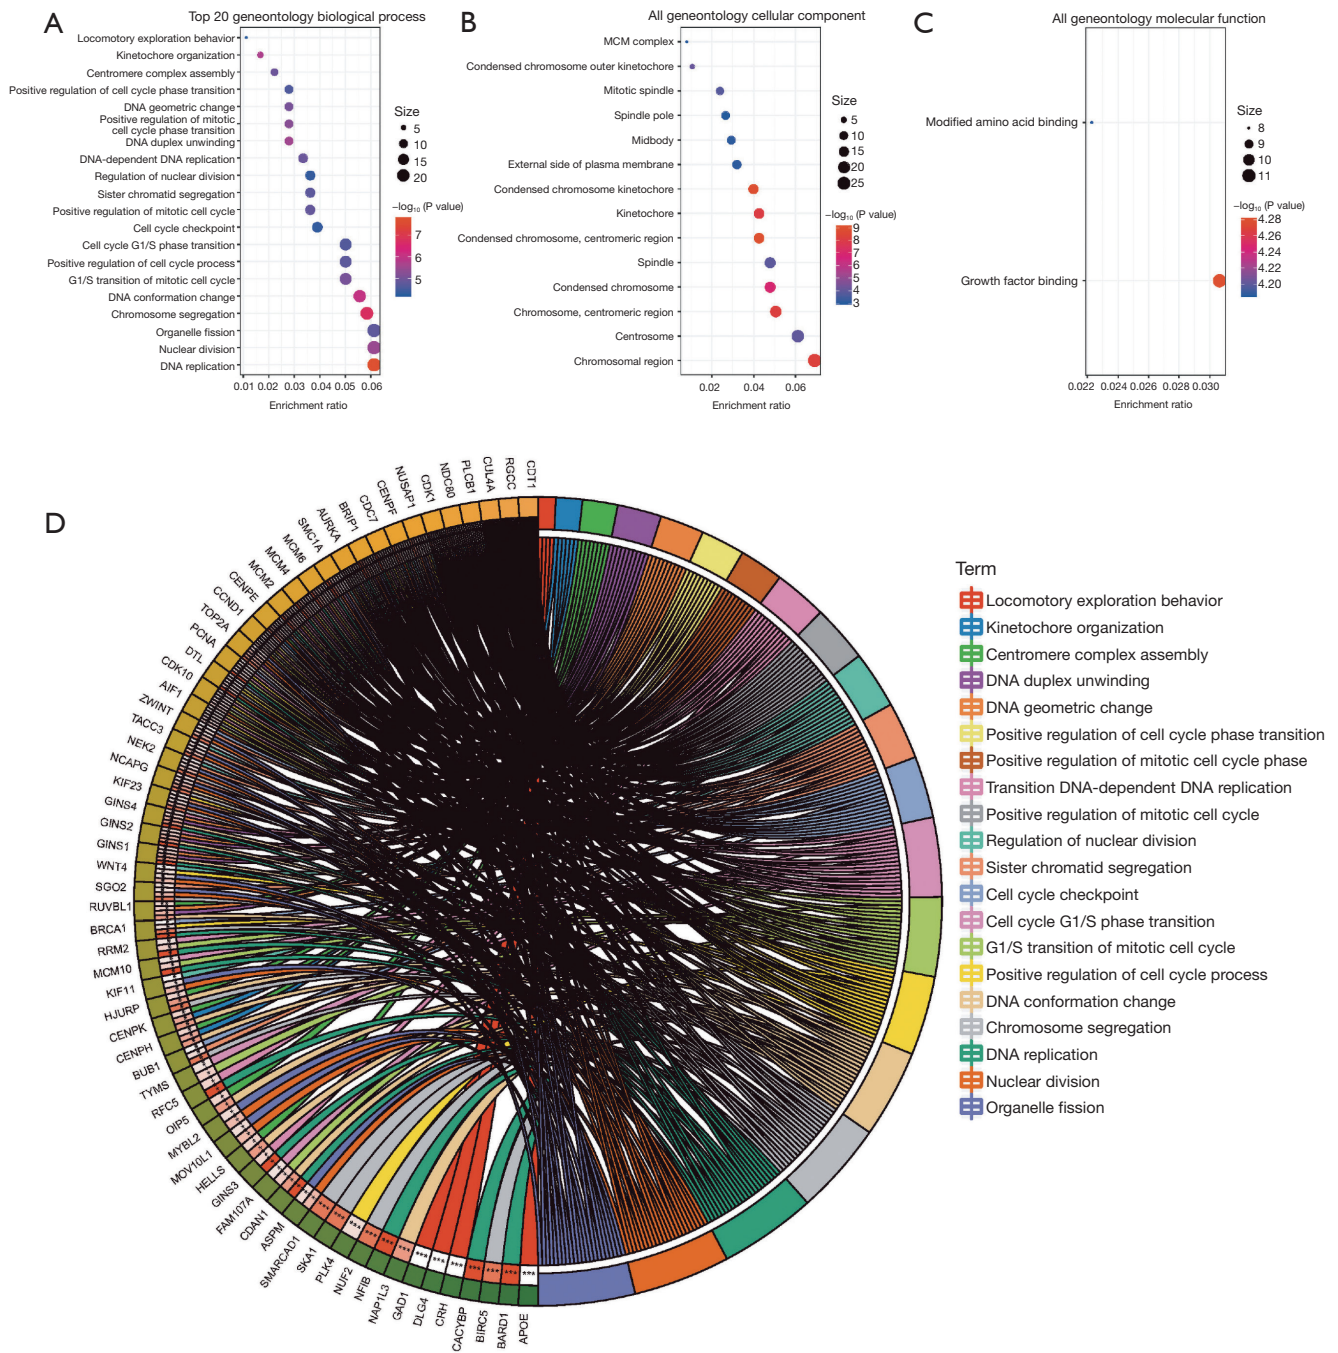 A
Top 20 geneontology biological process
Locomotory exploration behavior
Kinetochore organization
Centromere complex assembly
Positive regulation of cell cycle phase transition
DNA geometric change
Positive regulation of mitotic
cell cycle phase transition
DNA duplex unwinding
DNA-dependent DNA replication
Regulation of nuclear division
Sister chromatid segregation
Positive regulation of mitotic cell cycle
Cell cycle checkpoint
Cell cycle G1/S phase transition
Positive regulation of cell cycle process
G1/S transition of mitotic cell cycle
DNA conformation change
Chromosome segregation
Organelle fission
Nuclear division
DNA replication
0.01 0.02 0.03 0.04 0.05 0.06
Enrichment ratio
Size
5
10
15
20
−log₁₀ (P value)
7
6
5
B
All geneontology cellular component
MCM complex
Condensed chromosome outer kinetochore
Mitotic spindle
Spindle pole
Midbody
External side of plasma membrane
Condensed chromosome kinetochore
Kinetochore
Condensed chromosome, centromeric region
Spindle
Condensed chromosome
Chromosome, centromeric region
Centrosome
Chromosomal region
0.02 0.04 0.06
Enrichment ratio
Size
5
10
15
20
25
−log₁₀ (P value)
9
8
7
6
5
4
3
C
All geneontology molecular function
Modified amino acid binding
Growth factor binding
0.022 0.024 0.026 0.028 0.030
Enrichment ratio
Size
8
9
10
11
−log₁₀ (P value)
4.28
4.26
4.24
4.22
4.20
D
CDT1
RGCC
CUL4A
PLCB1
NDC80
CDK1
NUSAP1
CENPF
CDC7
BRIP1
AURKA
SMC1A
MCM6
MCM4
MCM2
CENPE
CCND1
TOP2A
PCNA
DTL
CDK10
AIF1
ZWINT
TACC3
NEK2
NCAPG
KIF23
GINS4
GINS2
GINS1
WNT4
SGO2
RUVBL1
BRCA1
RRM2
MCM10
KIF11
HJURP
CENPK
CENPH
BUB1
TYMS
RFC5
OIP5
MYBL2
MOV10L1
HELLS
GINS3
FAM107A
CDAN1
ASPM
SMARCAD1
SKA1
PLK4
NUF2
NFIB
NAP1L3
GAD1
DLG4
CRH
CACYBP
BIRC5
BARD1
APOE
Term
Locomotory exploration behavior
Kinetochore organization
Centromere complex assembly
DNA duplex unwinding
DNA geometric change
Positive regulation of cell cycle phase transition
Positive regulation of mitotic cell cycle phase
Transition DNA-dependent DNA replication
Positive regulation of mitotic cell cycle
Regulation of nuclear division
Sister chromatid segregation
Cell cycle checkpoint
Cell cycle G1/S phase transition
G1/S transition of mitotic cell cycle
Positive regulation of cell cycle process
DNA conformation change
Chromosome segregation
DNA replication
Nuclear division
Organelle fission